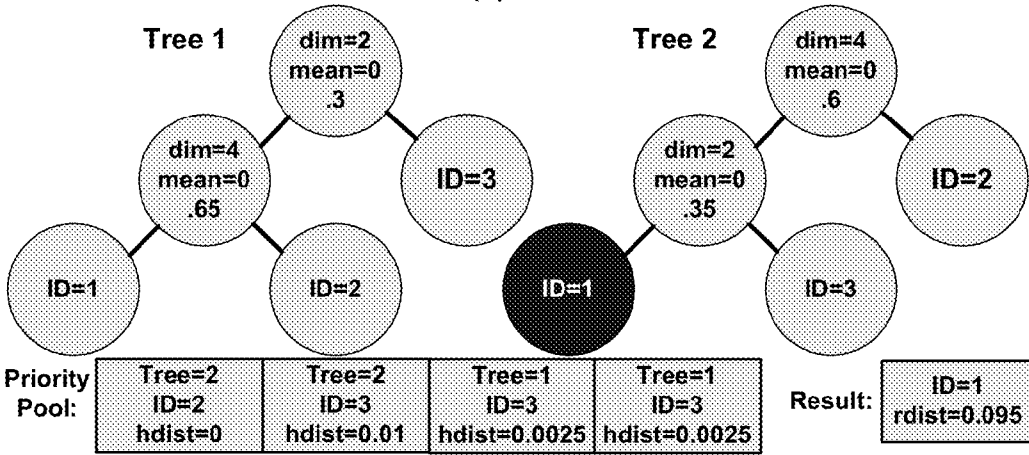 Tree 1
dim=2
mean=0
.3
dim=4
mean=0
.65
ID=3
ID=1
ID=2
Tree 2
dim=4
mean=0
.6
dim=2
mean=0
.35
ID=2
ID=1
ID=3
Priority
Pool:
Tree=2
ID=2
hdist=0
Tree=2
ID=3
hdist=0.01
Tree=1
ID=3
hdist=0.0025
Tree=1
ID=3
hdist=0.0025
Result:
ID=1
rdist=0.095